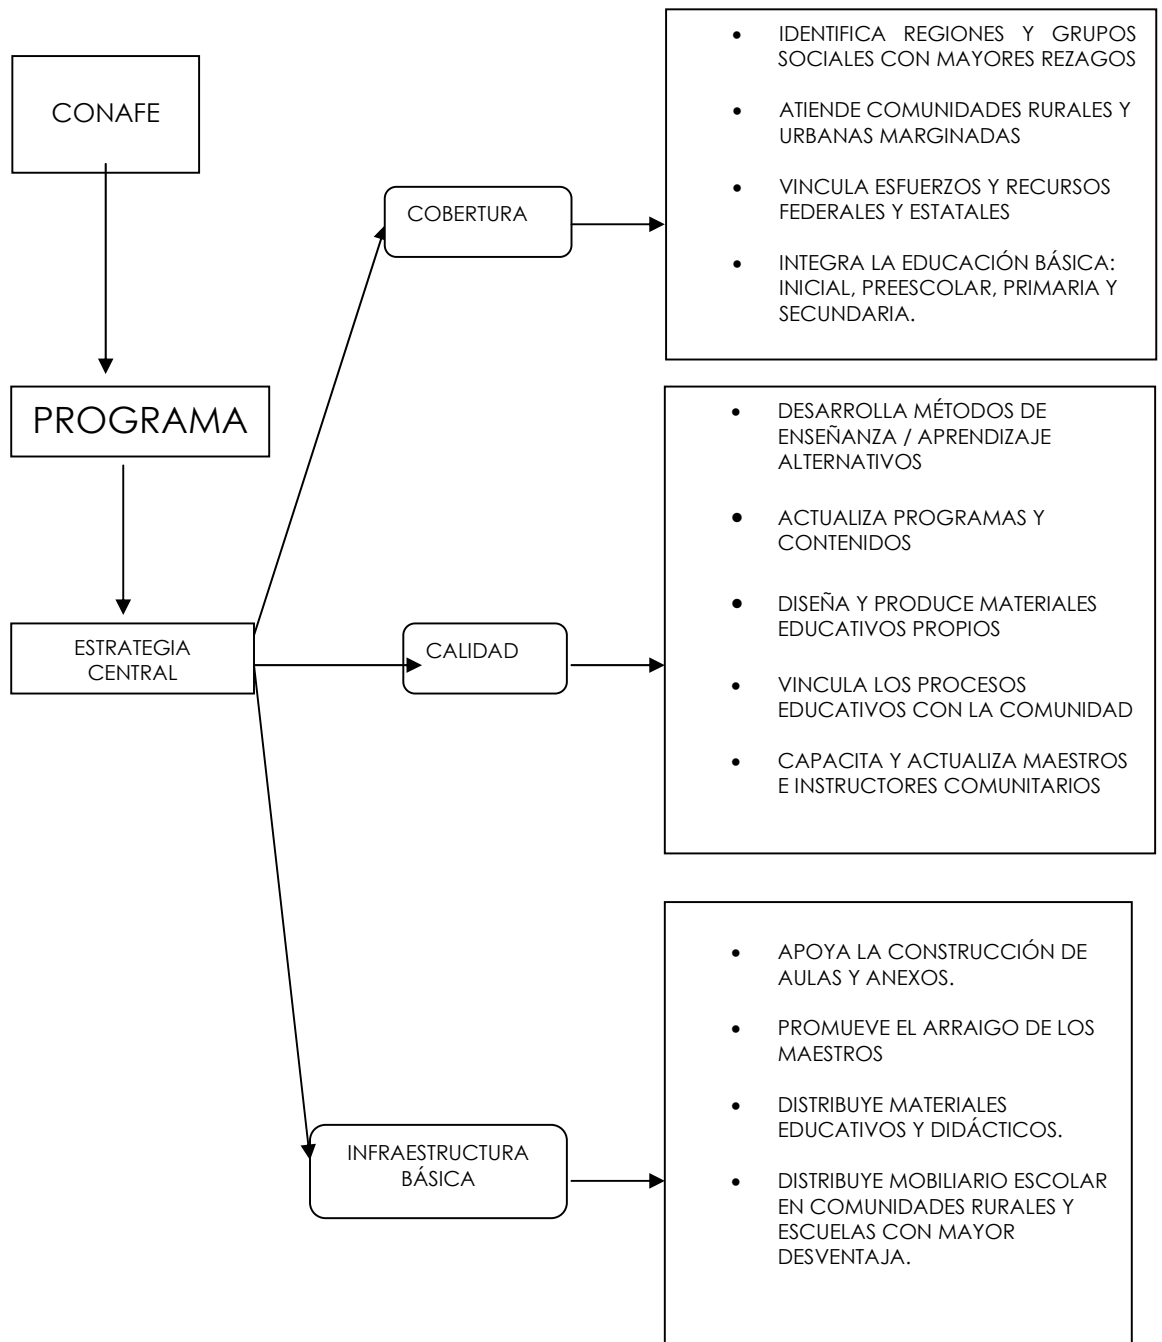 CONAFE
PROGRAMA
ESTRATEGIA
CENTRAL
COBERTURA
• IDENTIFICA REGIONES Y GRUPOS
SOCIALES CON MAYORES REZAGOS
• ATIENDE COMUNIDADES RURALES Y
URBANAS MARGINADAS
• VINCULA ESFUERZOS Y RECURSOS
FEDERALES Y ESTATALES
• INTEGRA LA EDUCACIÓN BÁSICA:
INICIAL, PREESCOLAR, PRIMARIA Y
SECUNDARIA.
CALIDAD
• DESARROLLA MÉTODOS DE
ENSEÑANZA / APRENDIZAJE
ALTERNATIVOS
• ACTUALIZA PROGRAMAS Y
CONTENIDOS
• DISEÑA Y PRODUCE MATERIALES
EDUCATIVOS PROPIOS
• VINCULA LOS PROCESOS
EDUCATIVOS CON LA COMUNIDAD
• CAPACITA Y ACTUALIZA MAESTROS
E INSTRUCTORES COMUNITARIOS
INFRAESTRUCTURA
BÁSICA
• APOYA LA CONSTRUCCIÓN DE
AULAS Y ANEXOS.
• PROMUEVE EL ARRAIGO DE LOS
MAESTROS
• DISTRIBUYE MATERIALES
EDUCATIVOS Y DIDÁCTICOS.
• DISTRIBUYE MOBILIARIO ESCOLAR
EN COMUNIDADES RURALES Y
ESCUELAS CON MAYOR
DESVENTAJA.